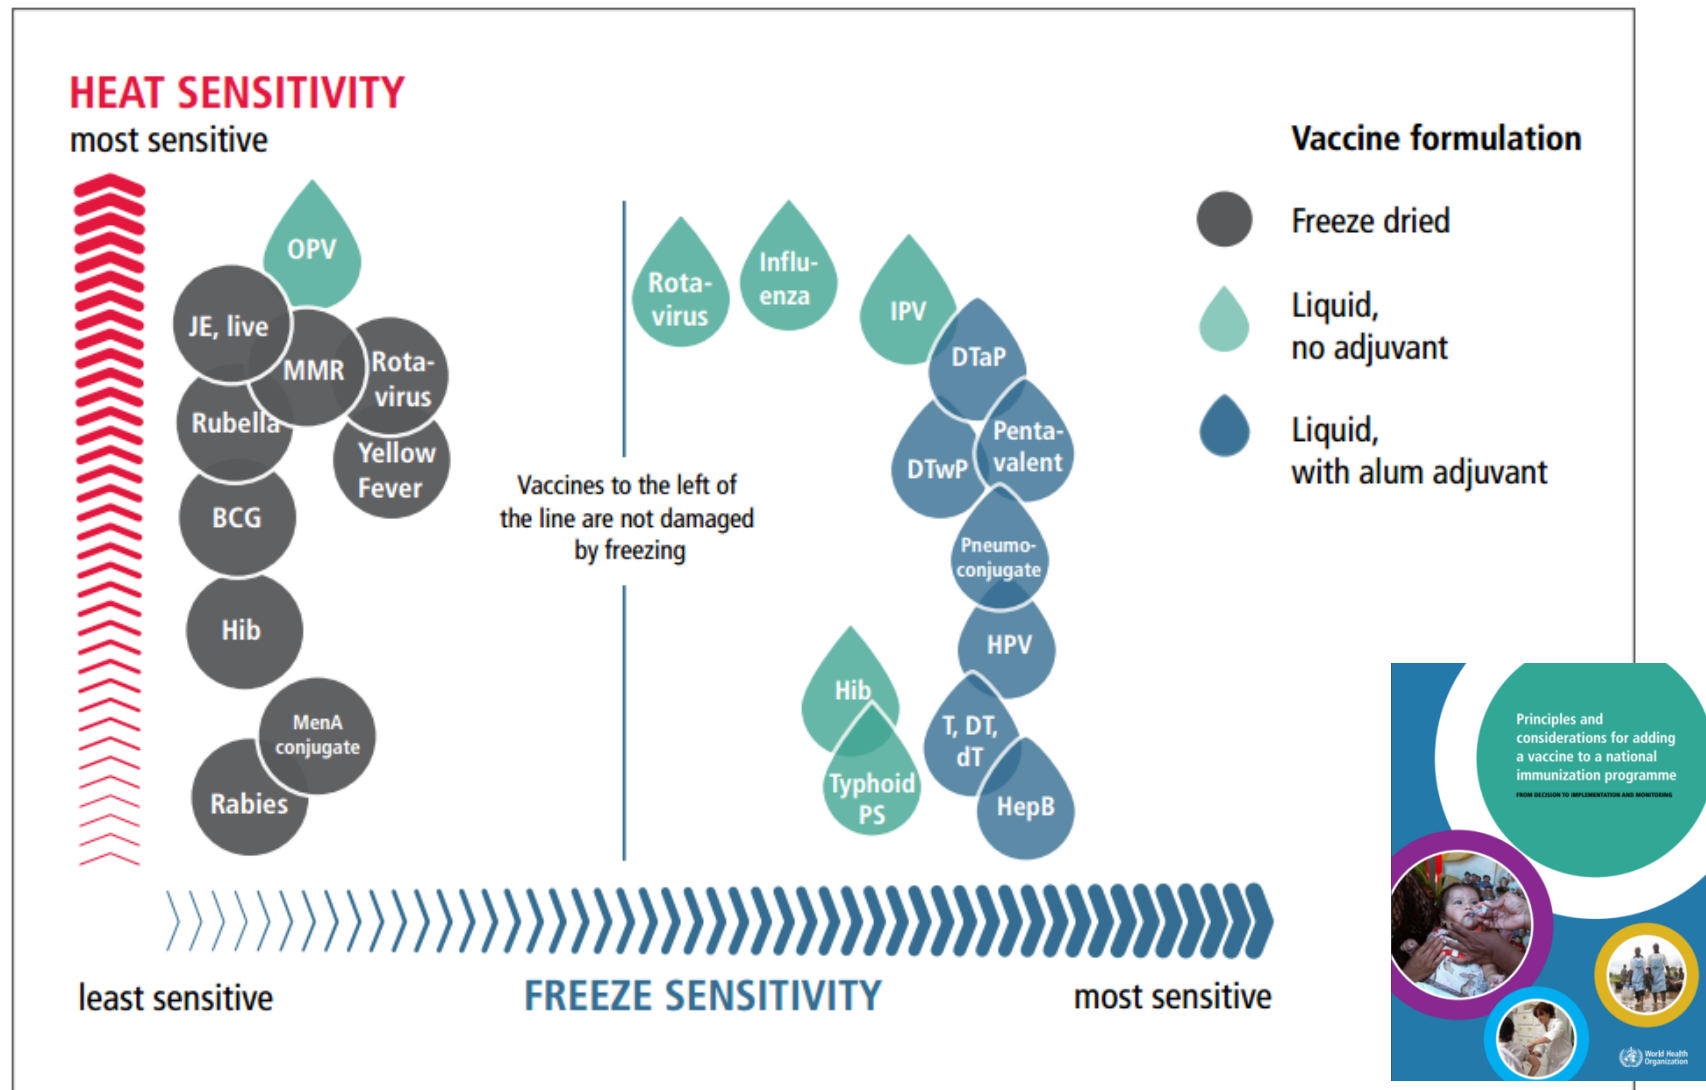 HEAT SENSITIVITY
most sensitive
OPV
JE, live
MMR
Rota-
virus
Rubella
Yellow
Fever
BCG
Hib
MenA
conjugate
Rabies
Vaccines to the left of
the line are not damaged
by freezing
Rota-
virus
Influ-
enza
IPV
DTaP
DTwP
Penta-
valent
Pneumo-
conjugate
HPV
Hib
Typhoid
PS
T, DT,
dT
HepB
least sensitive
FREEZE SENSITIVITY
most sensitive
Vaccine formulation
Freeze dried
Liquid,
no adjuvant
Liquid,
with alum adjuvant
Principles and
considerations for adding
a vaccine to a national
immunization programme
FROM DECISION TO IMPLEMENTATION AND MONITORING
World Health
Organization